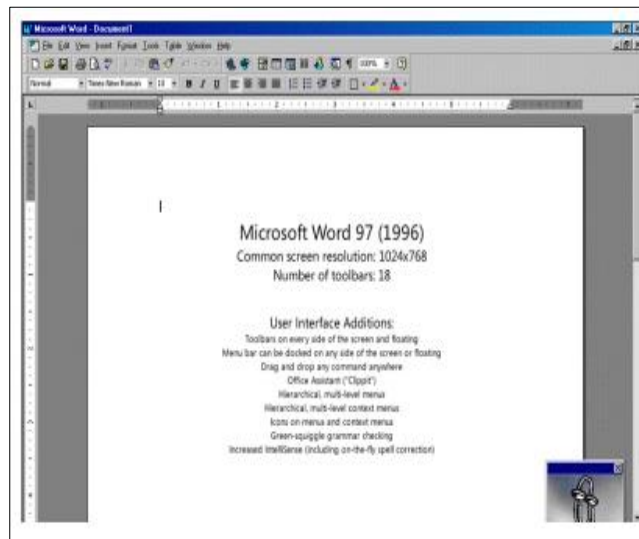 Microsoft Word - Document1
File Edit View Insert Format Tools Table Window Help
100%
Normal Times New Roman 10 B I U
Microsoft Word 97 (1996)
Common screen resolution: 1024x768
Number of toolbars: 18
User Interface Additions:
Toolbars on every side of the screen and floating
Menu bar can be docked on any side of the screen or floating
Drag and drop any command anywhere
Office Assistant ("Clippit")
Hierarchical, multi-level menus
Hierarchical, multi-level context menus
Icons on menus and context menus
Green-squiggle grammar checking
Increased IntelliSense (including on-the-fly spell correction)